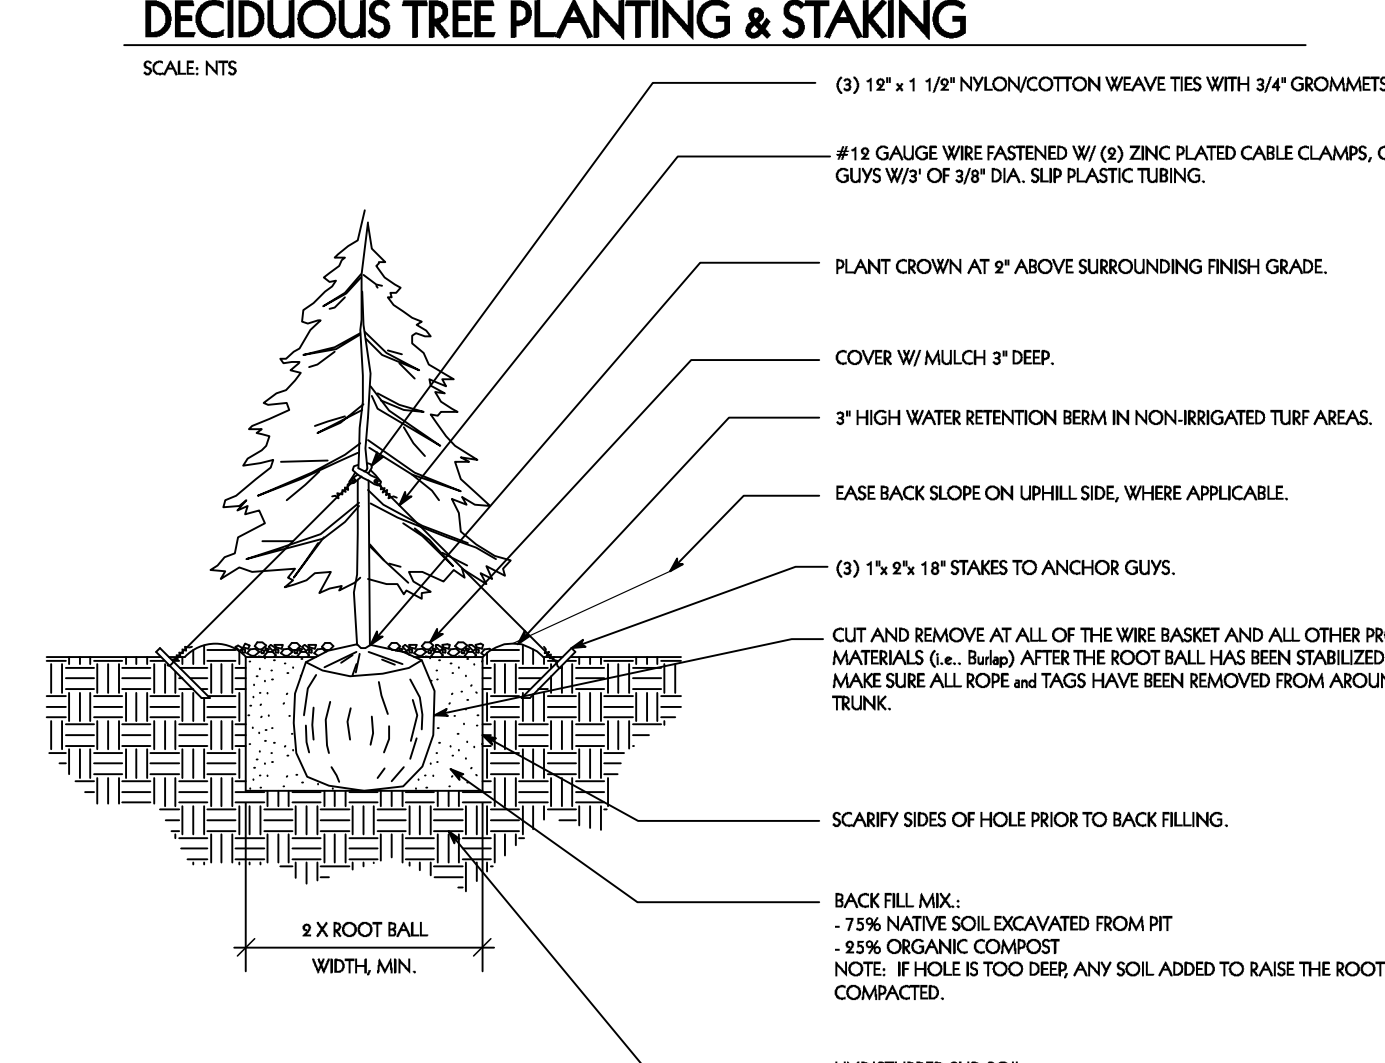 DECIDUOUS TREE PLANTING & STAKING
SCALE: NTS
(3) 12" x 1 1/2" NYLON/COTTON WEAVE TIES WITH 3/4" GROMMETS
#12 GAUGE WIRE FASTENED W/ (2) ZINC PLATED CABLE CLAMPS,
GUYS W/3' OF 3/8" DIA. SLIP PLASTIC TUBING.
PLANT CROWN AT 2" ABOVE SURROUNDING FINISH GRADE.
COVER W/ MULCH 3" DEEP.
3" HIGH WATER RETENTION BERM IN NON-IRRIGATED TURF AREAS.
EASE BACK SLOPE ON UPHILL SIDE, WHERE APPLICABLE.
(3) 1"x 2"x 18" STAKES TO ANCHOR GUYS.
CUT AND REMOVE AT ALL OF THE WIRE BASKET AND ALL OTHER
MATERIALS (i.e.. Burlap) AFTER THE ROOT BALL HAS BEEN STABILIZED
MAKE SURE ALL ROPE and TAGS HAVE BEEN REMOVED FROM
TRUNK.
SCARIFY SIDES OF HOLE PRIOR TO BACK FILLING.
BACK FILL MIX.:
- 75% NATIVE SOIL EXCAVATED FROM PIT
- 25% ORGANIC COMPOST
NOTE: IF HOLE IS TOO DEEP, ANY SOIL ADDED TO RAISE THE ROOT
COMPACTED.
2 X ROOT BALL
WIDTH, MIN.